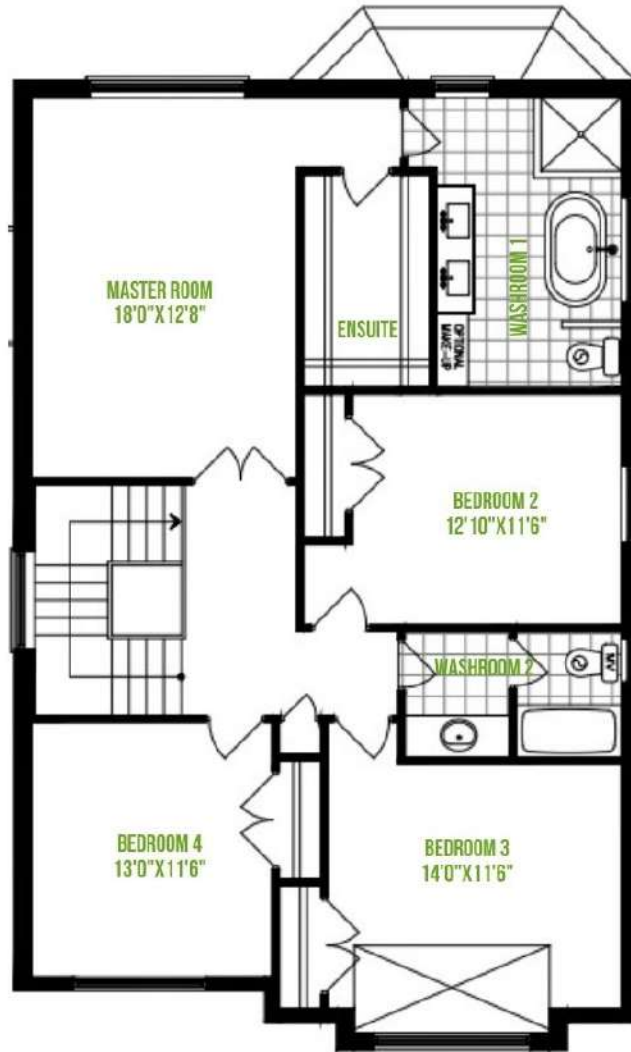 MASTER ROOM
18'0"X12'8"
ENSUITE
WASHROOM 1
OPTIONAL
MAKE-UP
BEDROOM 2
12'10"X11'6"
WASHROOM 2
BEDROOM 4
13'0"X11'6"
BEDROOM 3
14'0"X11'6"